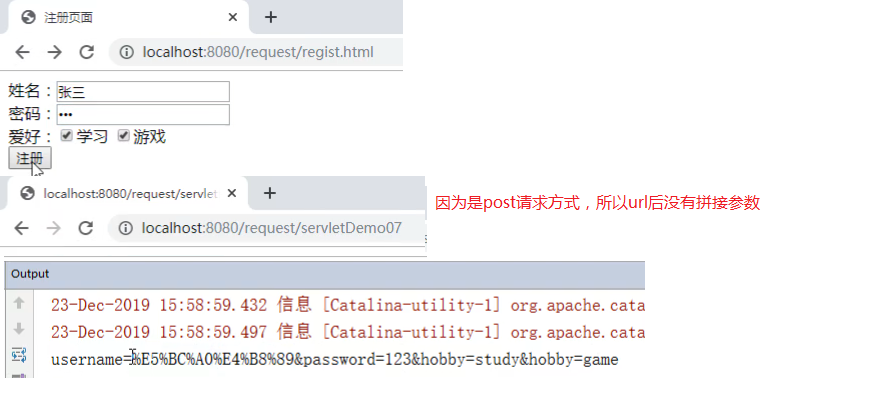 注册页面
localhost:8080/request/regist.html
姓名：张三
密码：•••
爱好：学习 游戏
注册
localhost:8080/request/servlet
因为是post请求方式，所以url后没有拼接参数
localhost:8080/request/servletDemo07
Output
23-Dec-2019 15:58:59.432 信息 [Catalina-utility-1] org.apache.cata
23-Dec-2019 15:58:59.497 信息 [Catalina-utility-1] org.apache.cata
username=%E5%BC%A0%E4%B8%89&password=123&hobby=study&hobby=game